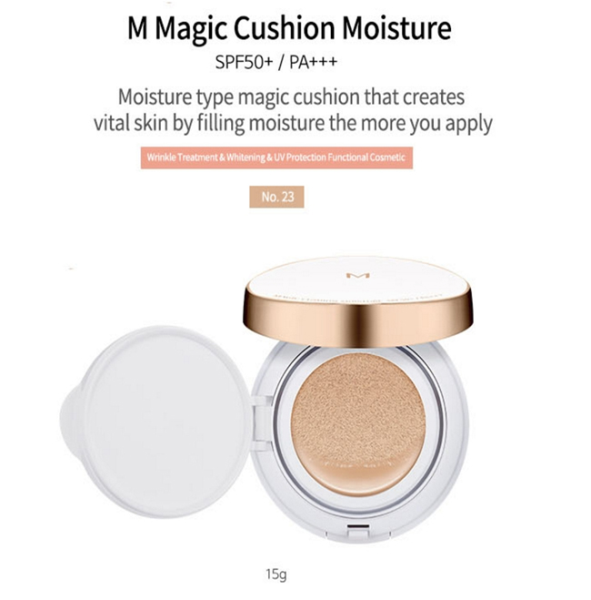 M Magic Cushion Moisture
SPF50+ / PA+++
Moisture type magic cushion that creates
vital skin by filling moisture the more you apply
Wrinkle Treatment & Whitening & UV Protection Functional Cosmetic
No. 23
M
15g